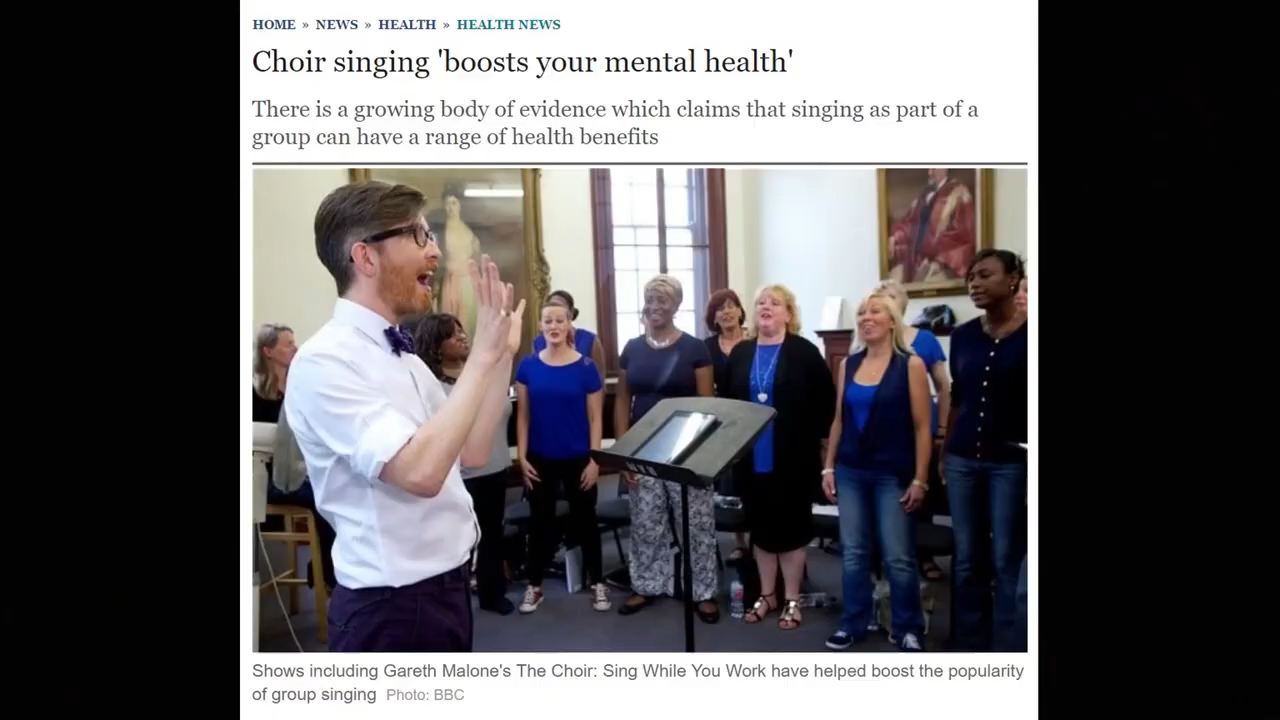 HOME » NEWS » HEALTH » HEALTH NEWS
Choir singing 'boosts your mental health'
There is a growing body of evidence which claims that singing as part of a
group can have a range of health benefits
Shows including Gareth Malone's The Choir: Sing While You Work have helped boost the popularity
of group singing Photo: BBC